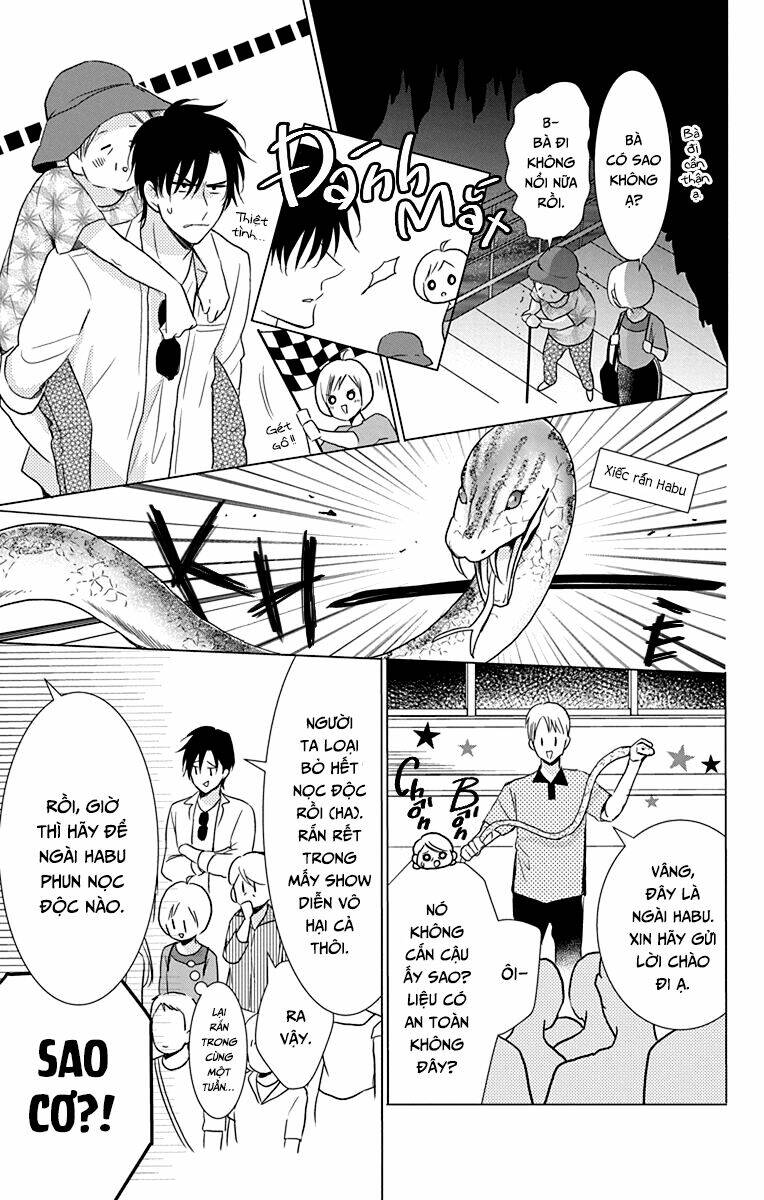 BÀ
CÓ SAO
KHÔNG
Ạ?
Bà
đi
cẩn
thận
ạ.
B-
BÀ ĐI
KHÔNG
NỔI NỮA
RỒI.
Đánh
Mắt
Gét
Gô!!
Thiệt
tình...
Xiếc rắn Habu
KHÈ
VÂNG,
ĐÂY LÀ
NGÀI HABU.
XIN HÃY GỬI
LỜI CHÀO
ĐI Ạ.
Bồn
Chồn
ÔI-
NÓ
KHÔNG
CẮN CẬU
ẤY SAO?
LIỆU CÓ
AN TOÀN
KHÔNG
ĐÂY?
NGƯỜI
TA LOẠI
BỎ HẾT
NỌC ĐỘC
RỒI (HA).
RẮN RẾT
TRONG
MẤY SHOW
DIỄN VÔ
HẠI CẢ
THÔI.
RA
VẬY.
LẠI
RẮN TRONG
CÙNG
MỘT
TUẦN...
RỒI, GIỜ
THÌ HÃY ĐỂ
NGÀI HABU
PHUN NỌC
ĐỘC NÀO.
SAO
CƠ?!